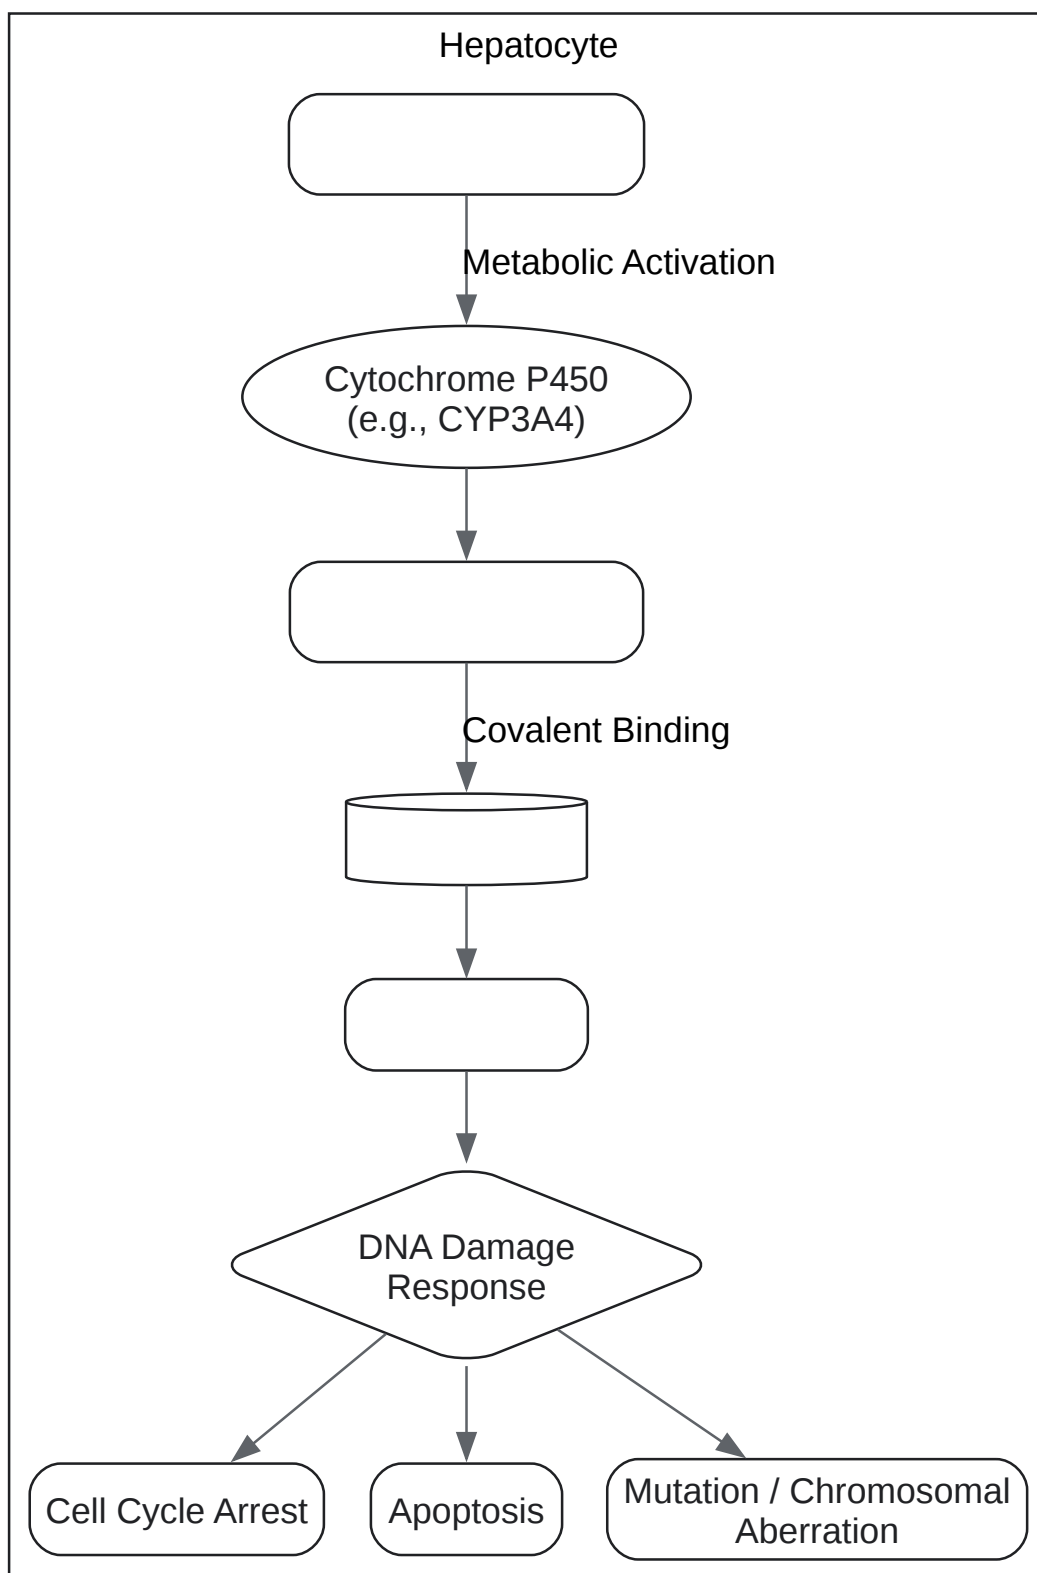 Hepatocyte
Metabolic Activation
Cytochrome P450
(e.g., CYP3A4)
Covalent Binding
DNA Damage
Response
Cell Cycle Arrest
Apoptosis
Mutation / Chromosomal
Aberration